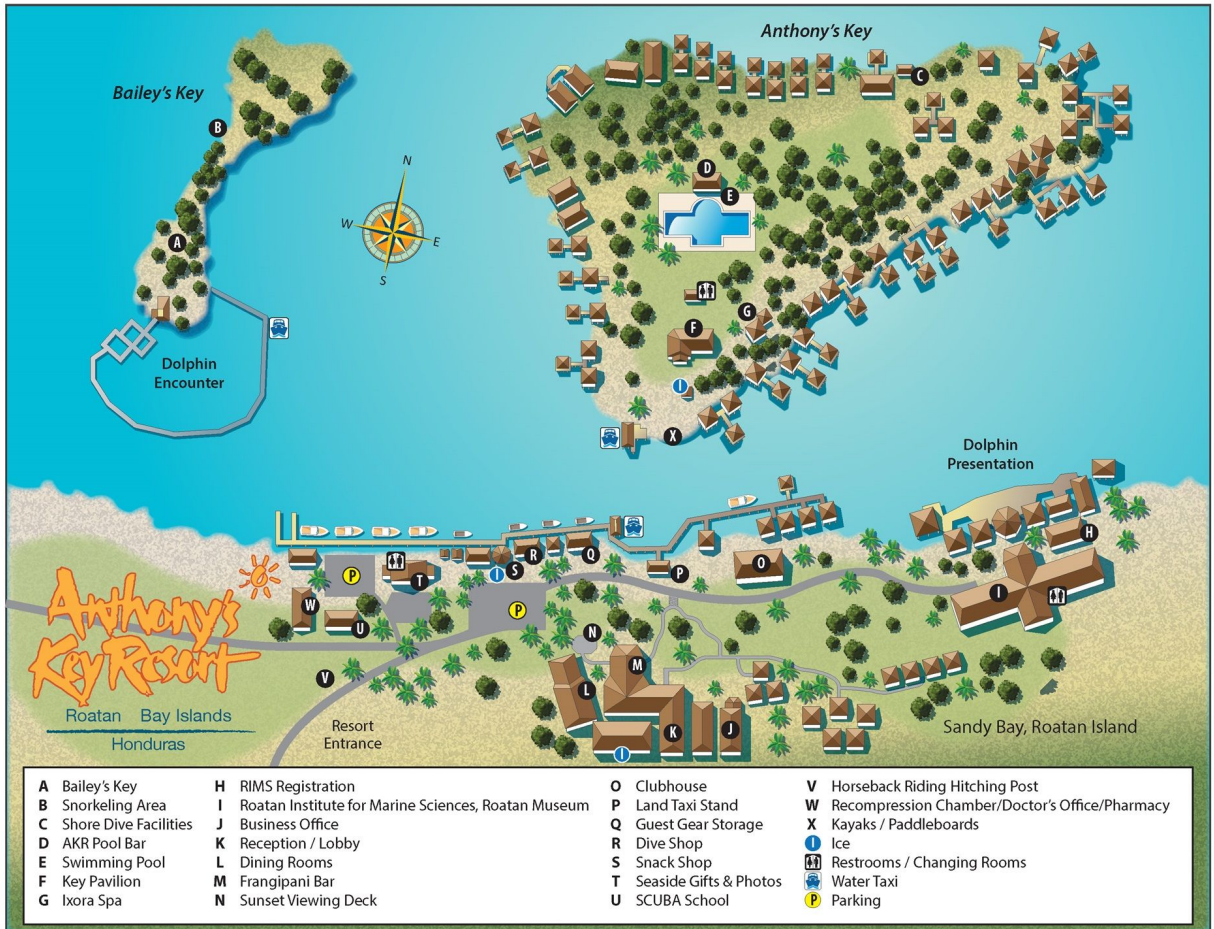 Anthony's Key
Bailey's Key
C
B
N
D
W
E
E
A
S
G
F
I
Dolphin
Encounter
X
Dolphin
Presentation
H
R
Q
P
T
I
S
P
O
I
W
P
U
N
Anthony's
Key Resort
Roatan Bay Islands
Honduras
V
M
L
K
J
I
Resort
Entrance
Sandy Bay, Roatan Island
A Bailey's Key
B Snorkeling Area
C Shore Dive Facilities
D AKR Pool Bar
E Swimming Pool
F Key Pavilion
G Ixora Spa
H RIMS Registration
I Roatan Institute for Marine Sciences, Roatan Museum
J Business Office
K Reception / Lobby
L Dining Rooms
M Frangipani Bar
N Sunset Viewing Deck
O Clubhouse
P Land Taxi Stand
Q Guest Gear Storage
R Dive Shop
S Snack Shop
T Seaside Gifts & Photos
U SCUBA School
V Horseback Riding Hitching Post
W Recompression Chamber/Doctor's Office/Pharmacy
X Kayaks / Paddleboards
I Ice
Restrooms / Changing Rooms
Water Taxi
P Parking